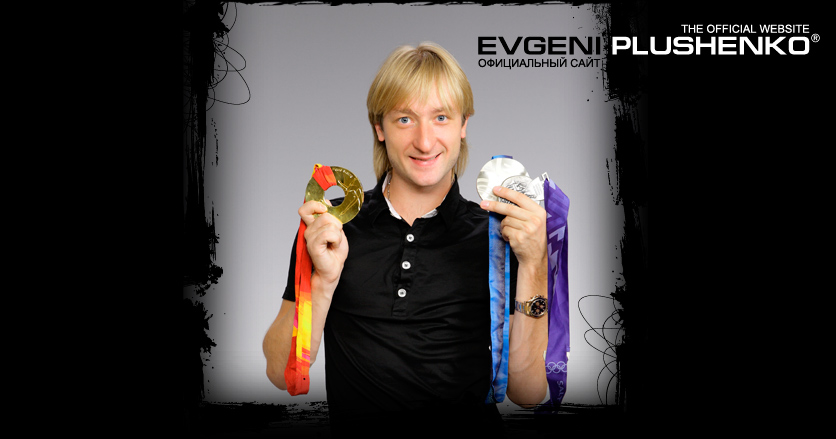 THE OFFICIAL WEBSITE
EVGENI PLUSHENKO®
ОФИЦИАЛЬНЫЙ САЙТ